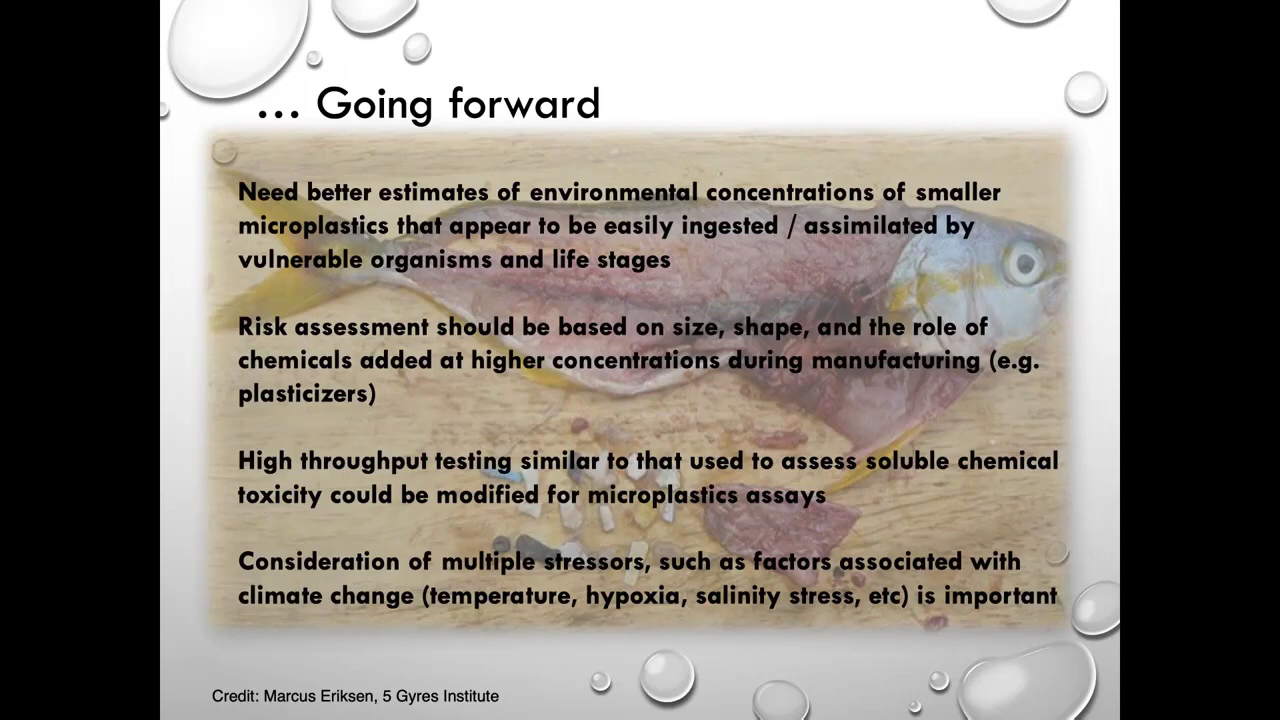 ... Going forward
Need better estimates of environmental concentrations of smaller
microplastics that appear to be easily ingested / assimilated by
vulnerable organisms and life stages
Risk assessment should be based on size, shape, and the role of
chemicals added at higher concentrations during manufacturing (e.g.
plasticizers)
High throughput testing similar to that used to assess soluble chemical
toxicity could be modified for microplastics assays
Consideration of multiple stressors, such as factors associated with
climate change (temperature, hypoxia, salinity stress, etc) is important
Credit: Marcus Eriksen, 5 Gyres Institute